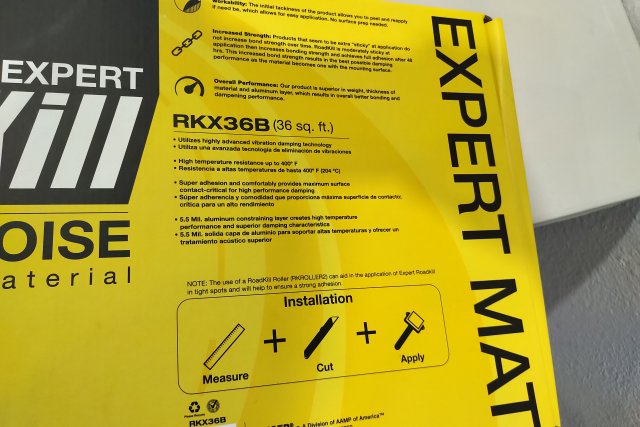 Workability: The initial tackiness of the product allows you to peel and reapply
if need be, which allows for easy application. No surface prep needed.
Increased Strength: Products that seem to be extra "sticky" at application do
not increase bond strength over time. RoadKill is moderately sticky at
application then increases bonding strength and achieves full adhesion after 48
hrs. This increased bond strength results in the best possible damping
performance as the material becomes one with the mounting surface.
Overall Performance: Our product is superior in weight, thickness of
material and aluminum layer, which results in overall better bonding and
dampening performance.
RKX36B (36 sq. ft.)
• Utilizes highly advanced vibration damping technology
• Utiliza una avanzada tecnología de eliminación de vibraciones
• High temperature resistance up to 400º F
• Resistencia a altas temperaturas de hasta 400º F (204 ºC)
• Super adhesion and comfortably provides maximum surface
contact-critical for high performance damping
• Súper adherencia y comodidad que proporciona máxima superficie de contacto;
crítica para un alto rendimiento
• 5.5 Mil. aluminum constraining layer creates high temperature
performance and superior damping characteristics
• 5.5 Mil. solida capa de aluminio para soportar altas temperaturas y ofrecer un
tratamiento acústico superior
NOTE: The use of a RoadKill Roller (RKROLLER2) can aid in the application of Expert Roadkill
in tight spots and will help to ensure a strong adhesion.
Installation
Measure
+
Cut
+
Apply
Please Recycle
RKX36B
® • A Division of AAMP of America™
EXPERT
kill
OISE
aterial
EXPERT MAT